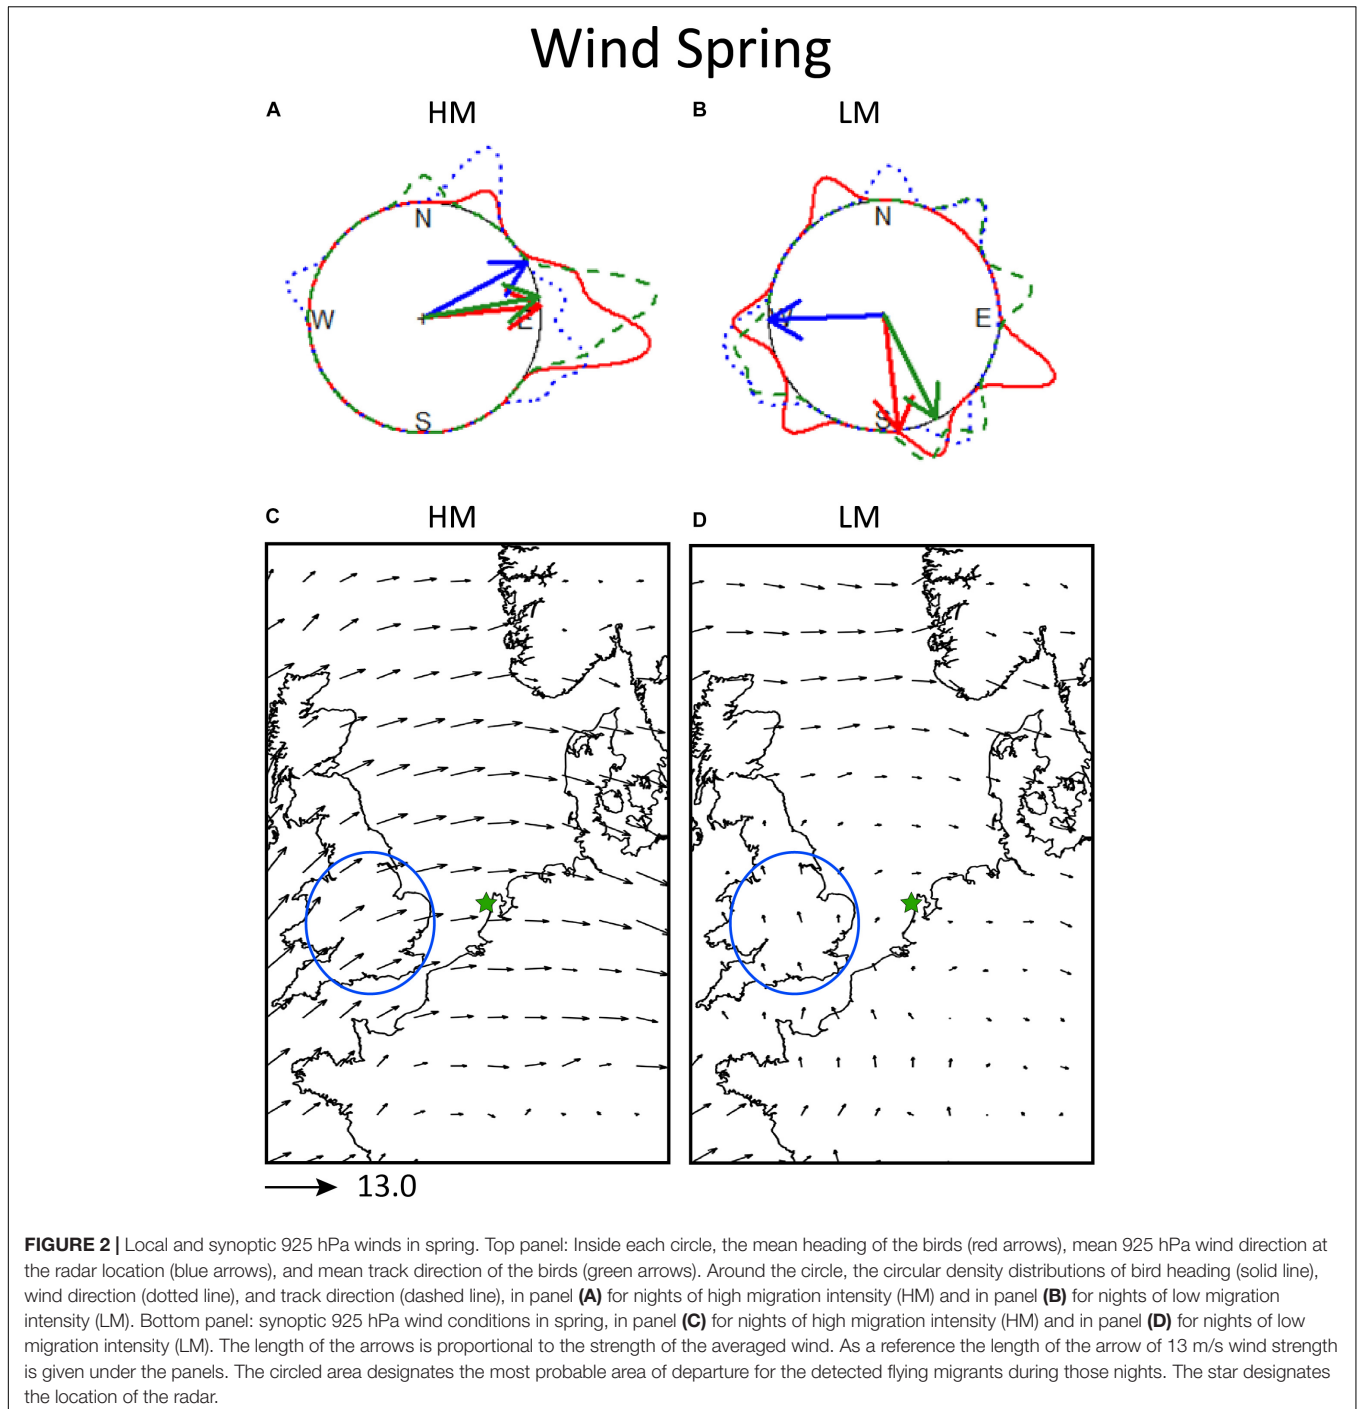 Wind Spring
A
HM
B
LM
N
W
E
S
N
W
E
S
C
HM
D
LM
13.0
FIGURE 2 | Local and synoptic 925 hPa winds in spring. Top panel: Inside each circle, the mean heading of the birds (red arrows), mean 925 hPa wind direction at
the radar location (blue arrows), and mean track direction of the birds (green arrows). Around the circle, the circular density distributions of bird heading (solid line),
wind direction (dotted line), and track direction (dashed line), in panel (A) for nights of high migration intensity (HM) and in panel (B) for nights of low migration
intensity (LM). Bottom panel: synoptic 925 hPa wind conditions in spring, in panel (C) for nights of high migration intensity (HM) and in panel (D) for nights of low
migration intensity (LM). The length of the arrows is proportional to the strength of the averaged wind. As a reference the length of the arrow of 13 m/s wind strength
is given under the panels. The circled area designates the most probable area of departure for the detected flying migrants during those nights. The star designates
the location of the radar.